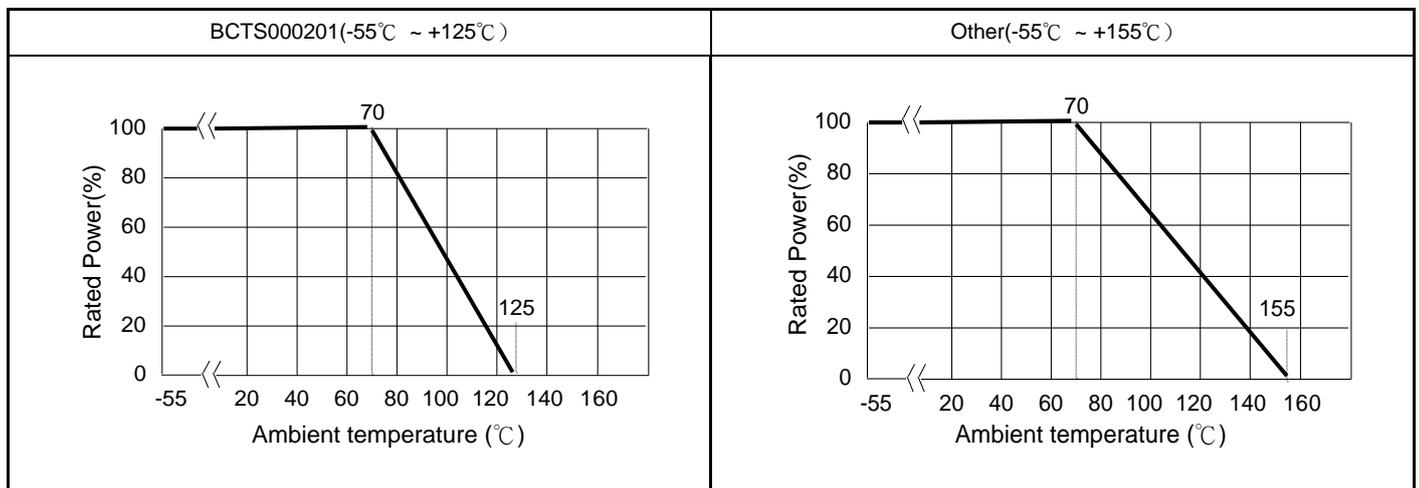 BCTS000201(-55℃ ~ +125℃)
Other(-55℃ ~ +155℃)
70
100
80
60
40
20
0
125
Rated Power(%)
-55 20 40 60 80 100 120 140 160
Ambient temperature (℃)
70
100
80
60
40
20
0
155
Rated Power(%)
-55 20 40 60 80 100 120 140 160
Ambient temperature (℃)